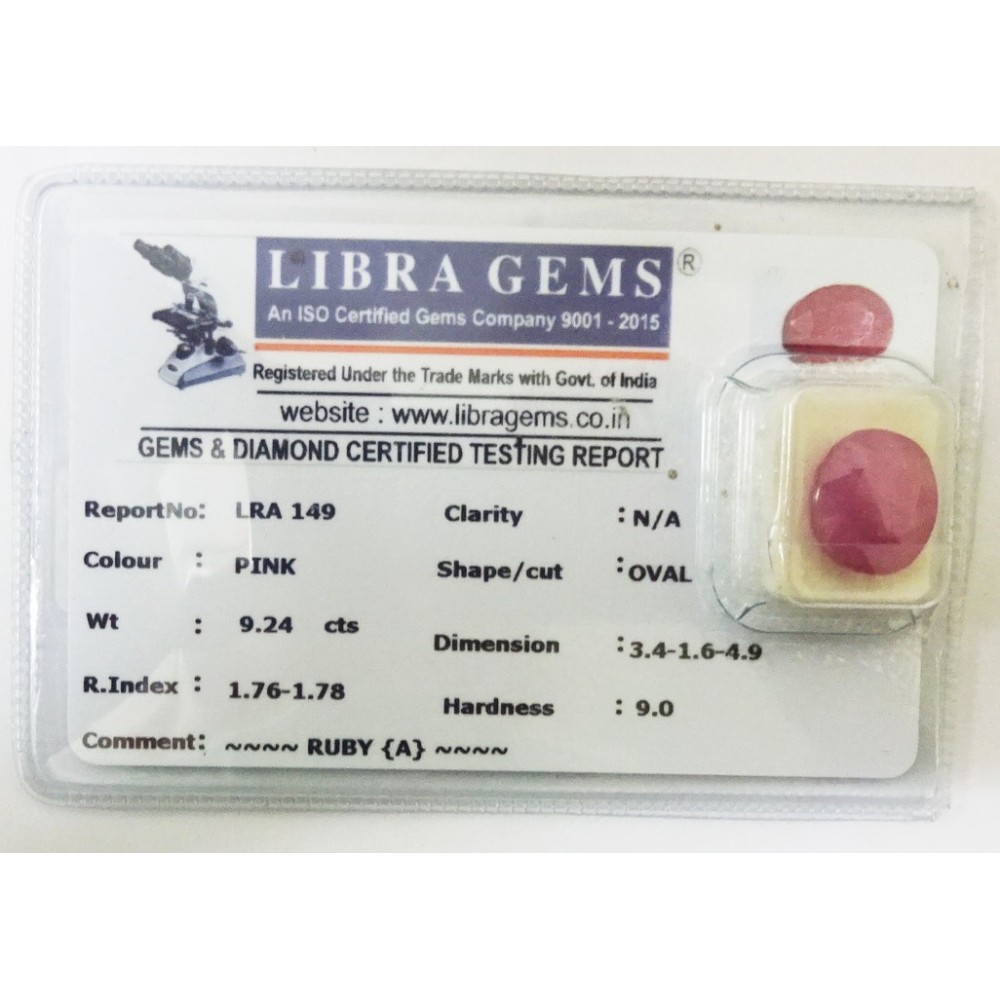 LIBRA GEMS ®
An ISO Certified Gems Company 9001 - 2015
Registered Under the Trade Marks with Govt. of India
website : www.libragems.co.in
GEMS & DIAMOND CERTIFIED TESTING REPORT
ReportNo: LRA 149 Clarity : N/A
Colour : PINK Shape/cut : OVAL
Wt : 9.24 cts Dimension : 3.4-1.6-4.9
R.Index : 1.76-1.78 Hardness : 9.0
Comment: ~~~~ RUBY {A} ~~~~